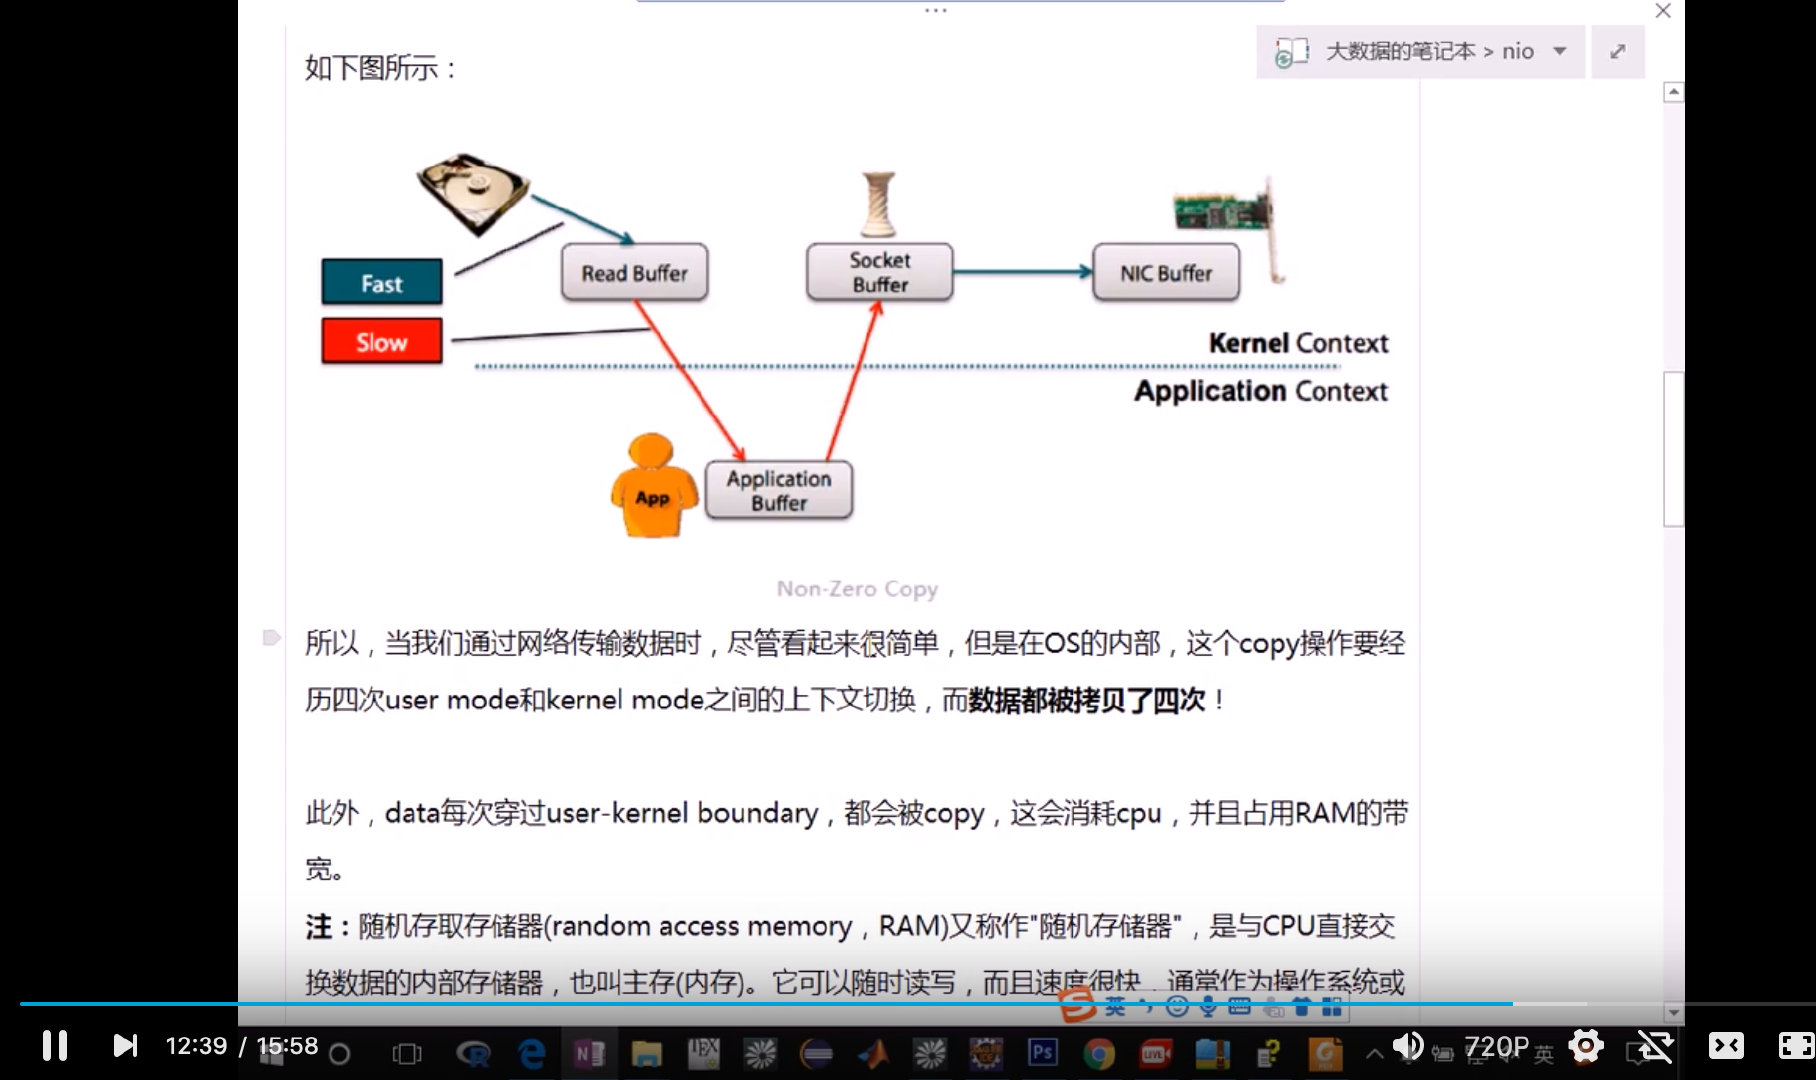 大数据的笔记本 > nio
如下图所示：
Fast
Slow
Read Buffer
Socket
Buffer
NIC Buffer
Kernel Context
Application Context
App
Application
Buffer
Non-Zero Copy
所以，当我们通过网络传输数据时，尽管看起来很简单，但是在OS的内部，这个copy操作要经
历四次user mode和kernel mode之间的上下文切换，而数据都被拷贝了四次！
此外，data每次穿过user-kernel boundary，都会被copy，这会消耗cpu，并且占用RAM的带
宽。
注：随机存取存储器(random access memory，RAM)又称作"随机存储器"，是与CPU直接交
换数据的内部存储器，也叫主存(内存)。它可以随时读写，而且速度很快，通常作为操作系统或
英
12:39 / 15:58
Ps
LIVE
720P
英